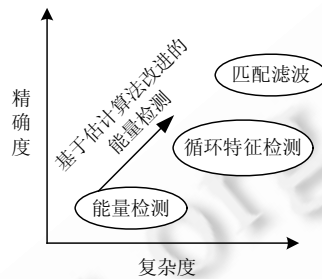 精确度
匹配滤波
基于估计算法改进的
能量检测
循环特征检测
能量检测
复杂度